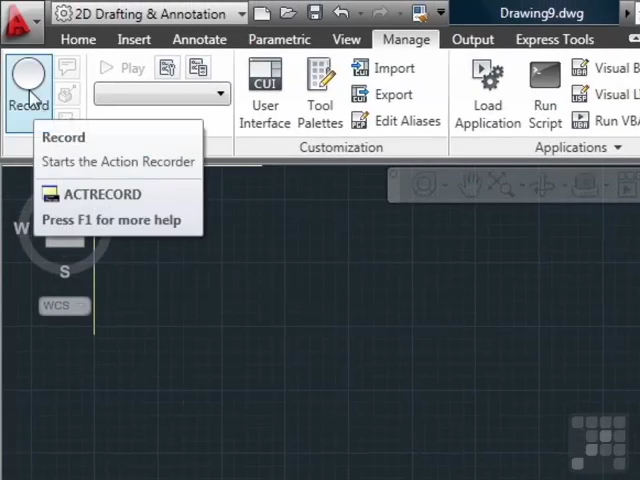 2D Drafting & Annotation
Drawing9.dwg
Home Insert Annotate Parametric View Manage Output Express Tools
Record
Play
CUI
User
Interface
Tool
Palettes
Import
Export
Edit Aliases
Load
Application
Run
Script
Visual B
Visual LI
Run VBA
Customization
Applications
Record
Starts the Action Recorder
ACTRECORD
Press F1 for more help
W
S
WCS